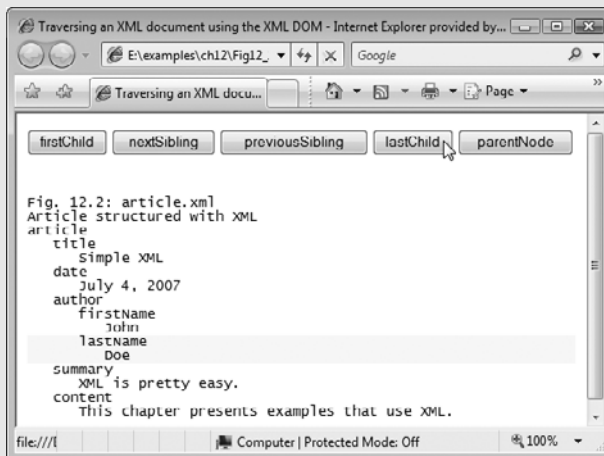 Traversing an XML document using the XML DOM - Internet Explorer provided by...
E:\examples\ch12\Fig12_
Google
Traversing an XML docu...
Page
firstChild nextSibling previousSibling lastChild parentNode
Fig. 12.2: article.xml
Article structured with XML
article
title
Simple XML
date
July 4, 2007
author
firstName
John
lastName
Doe
summary
XML is pretty easy.
content
This chapter presents examples that use XML.
file:///
Computer | Protected Mode: Off
100%